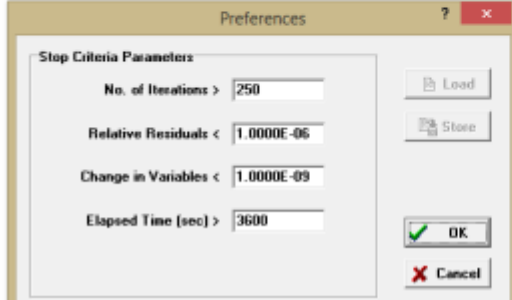 Preferences
?
Stop Criteria Parameters
No. of Iterations > 250
Relative Residuals < 1.0000E-06
Change in Variables < 1.0000E-09
Elapsed Time (sec) > 3600
Load
Store
OK
Cancel